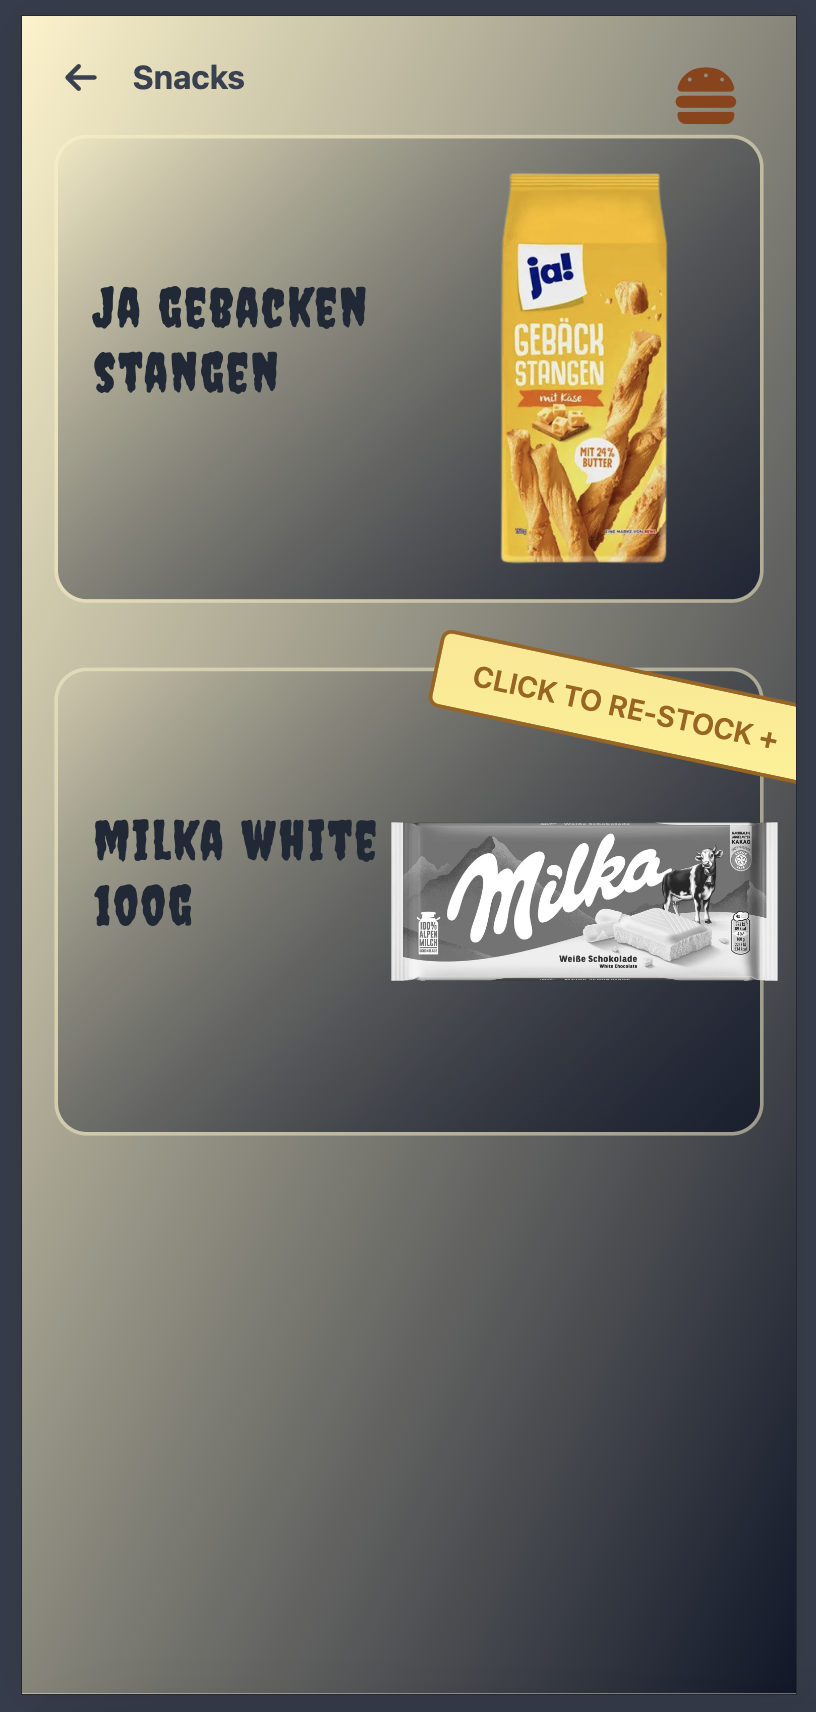 Snacks
JA GEBACKEN
STANGEN
ja!
GEBÄCK
STANGEN
mit Käse
MIT 24%
BUTTER
CLICK TO RE-STOCK +
MILKA WHITE
100G
Milka
KAKAO
100%
ALPEN
MILCH
Weiße Schokolade
White Chocolate